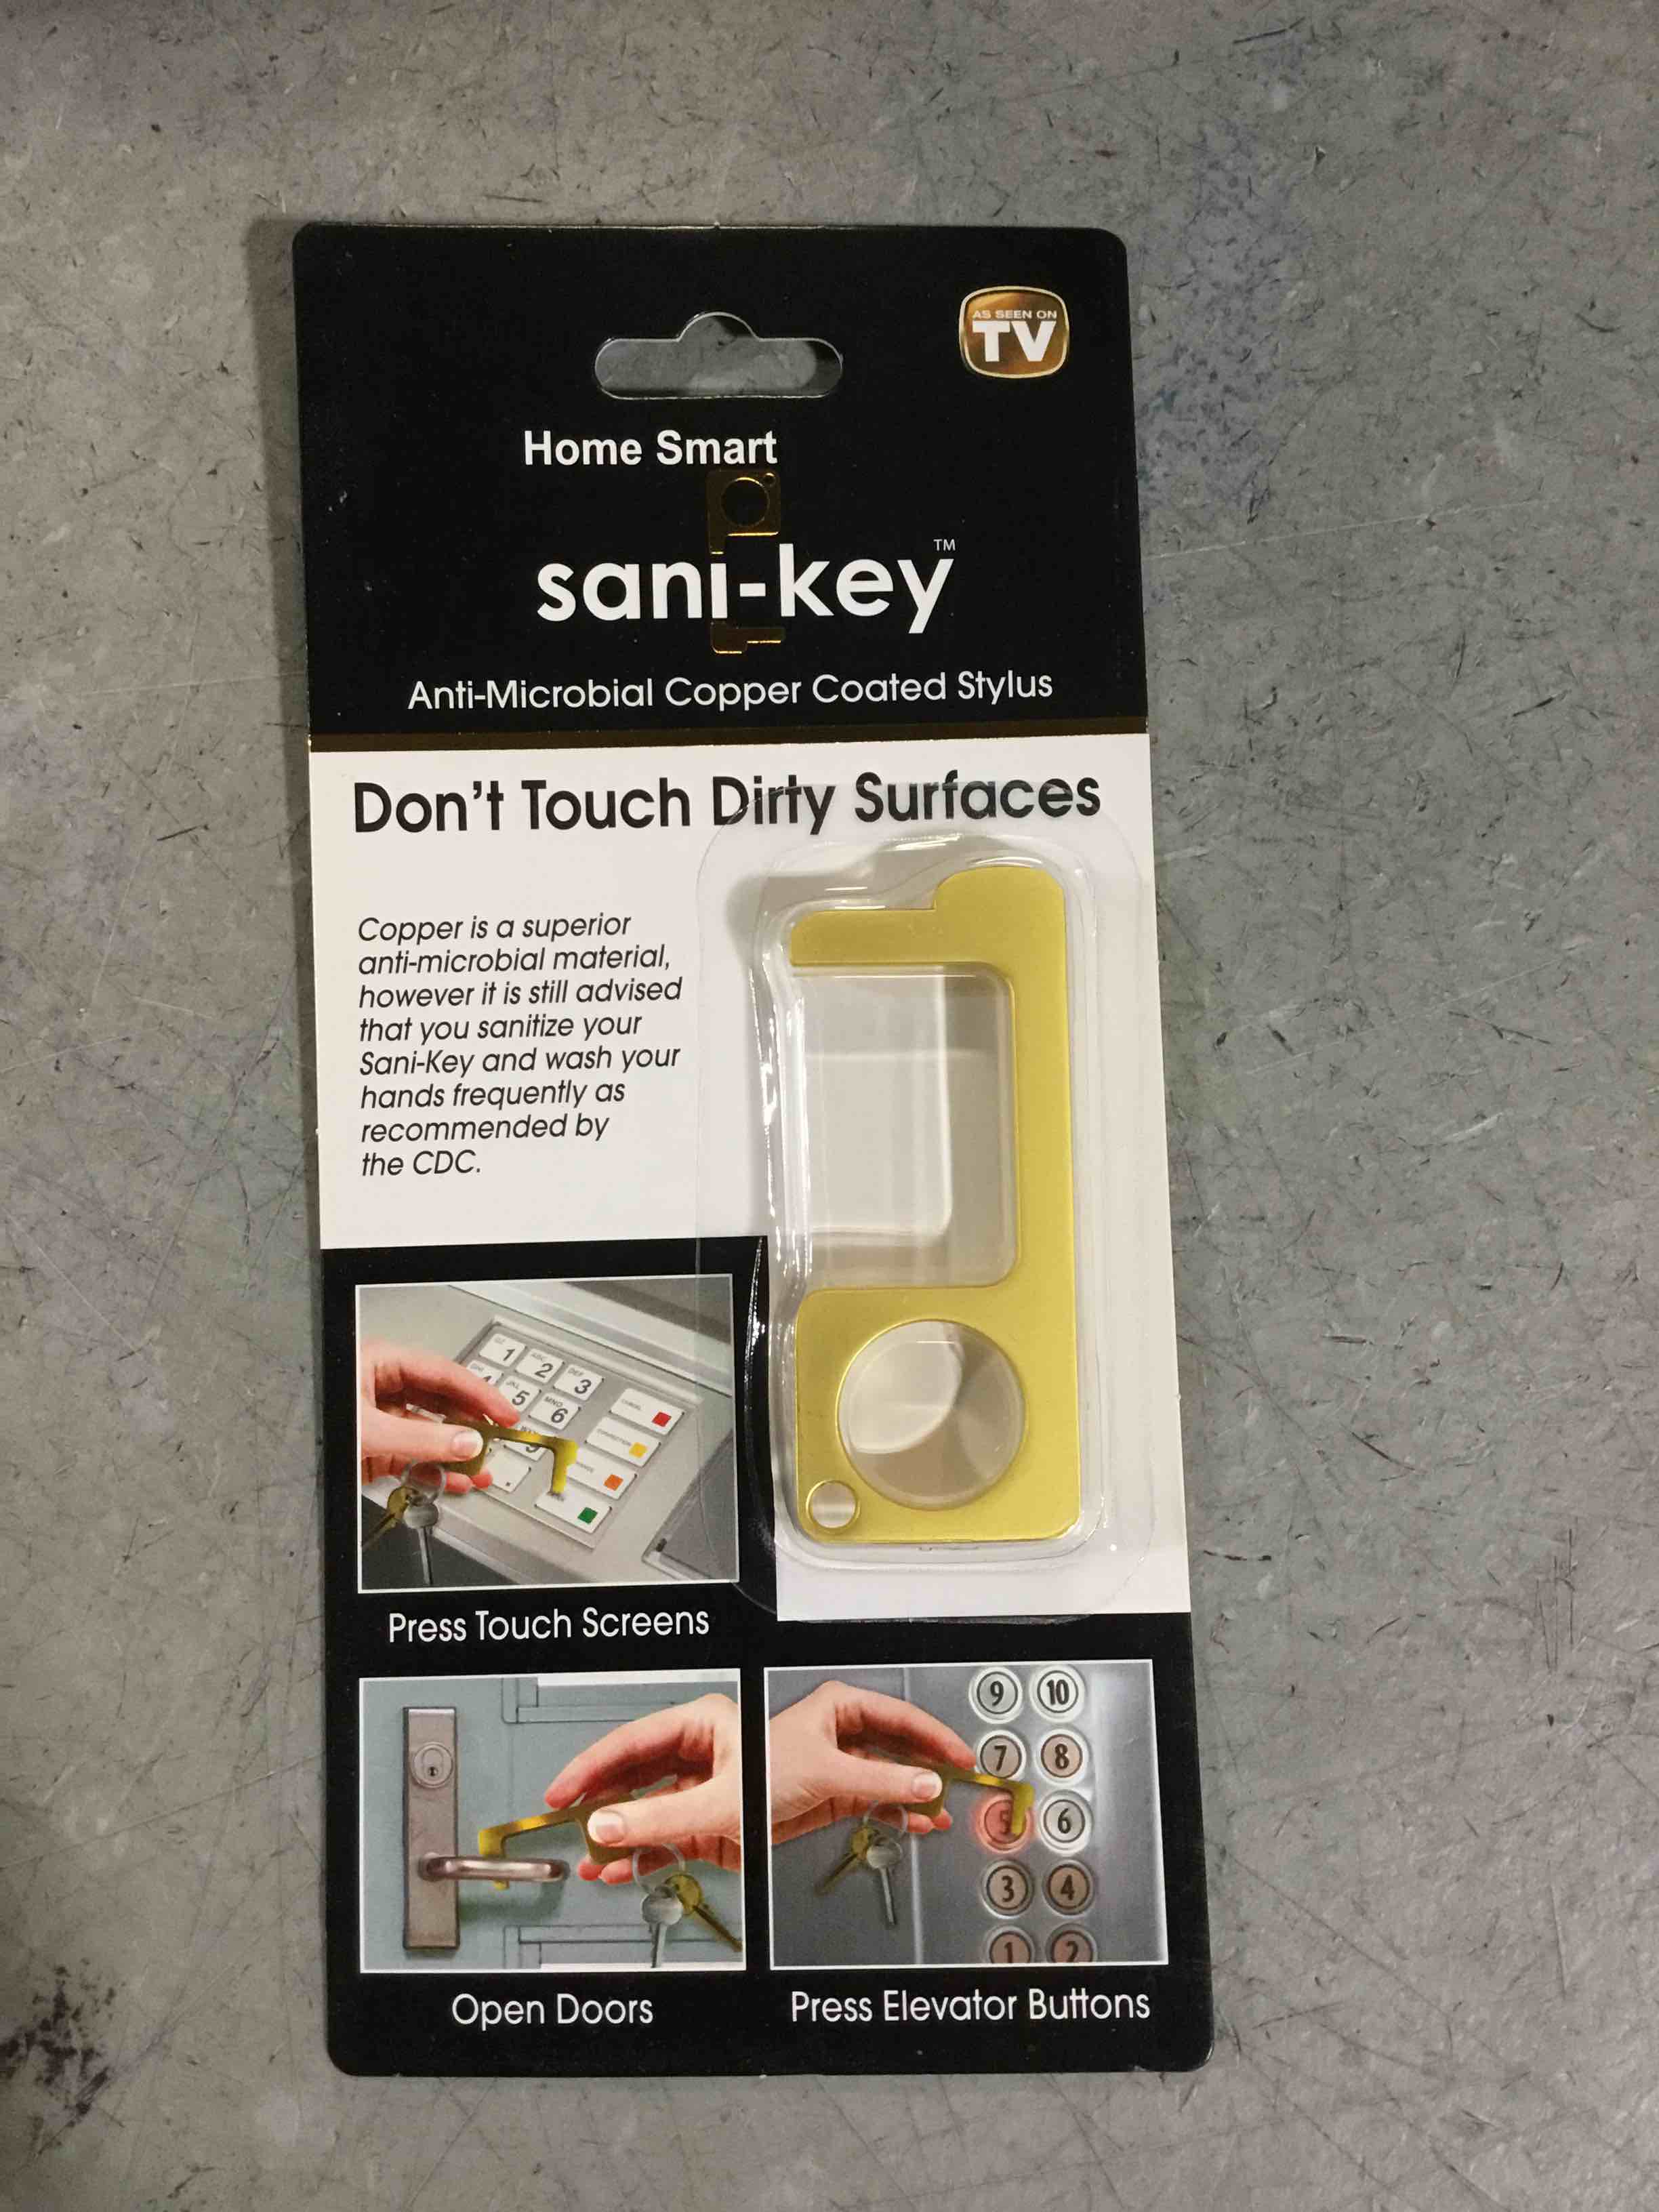 AS SEEN ON
TV
Home Smart
sani-key™
Anti-Microbial Copper Coated Stylus
Don't Touch Dirty Surfaces
Copper is a superior
anti-microbial material,
however it is still advised
that you sanitize your
Sani-Key and wash your
hands frequently as
recommended by
the CDC.
1 2 3
5 6
MNO
CANCEL
Press Touch Screens
9 10
7 8
5 6
3 4
1 2
Open Doors
Press Elevator Buttons